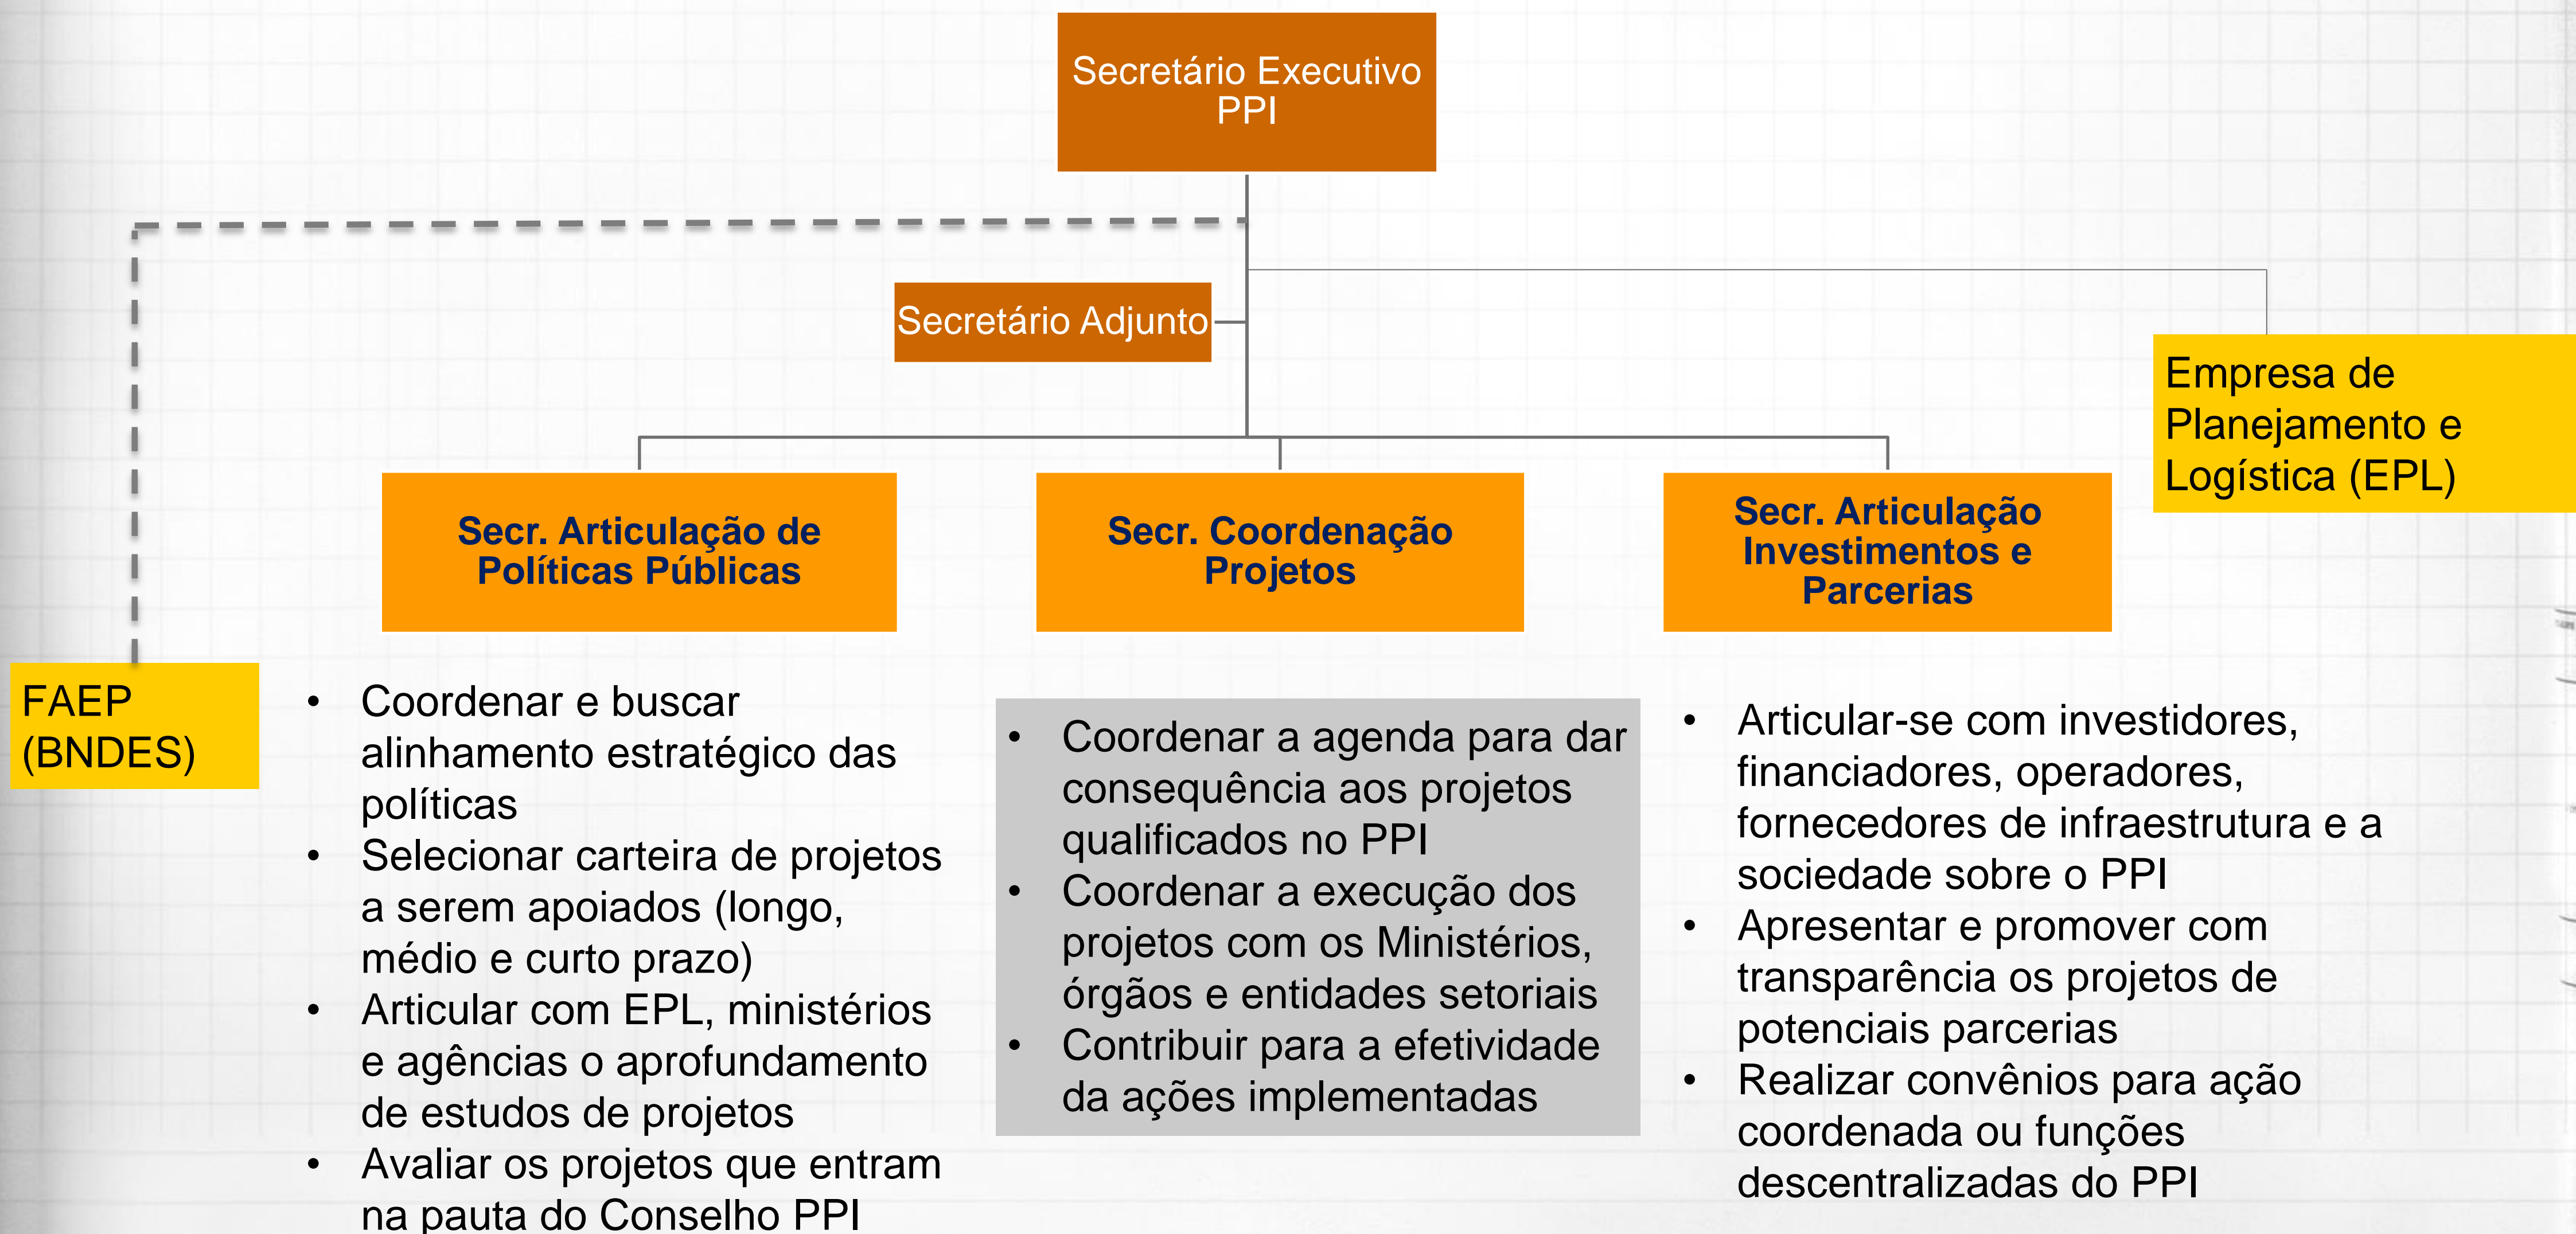 Secretário Executivo
PPI
Secretário Adjunto
Empresa de
Planejamento e
Logística (EPL)
Secr. Articulação de
Políticas Públicas
Secr. Coordenação
Projetos
Secr. Articulação
Investimentos e
Parcerias
FAEP
(BNDES)
• Coordenar e buscar
alinhamento estratégico das
políticas
• Selecionar carteira de projetos
a serem apoiados (longo,
médio e curto prazo)
• Articular com EPL, ministérios
e agências o aprofundamento
de estudos de projetos
• Avaliar os projetos que entram
na pauta do Conselho PPI
• Coordenar a agenda para dar
consequência aos projetos
qualificados no PPI
• Coordenar a execução dos
projetos com os Ministérios,
órgãos e entidades setoriais
• Contribuir para a efetividade
da ações implementadas
• Articular-se com investidores,
financiadores, operadores,
fornecedores de infraestrutura e a
sociedade sobre o PPI
• Apresentar e promover com
transparência os projetos de
potenciais parcerias
• Realizar convênios para ação
coordenada ou funções
descentralizadas do PPI